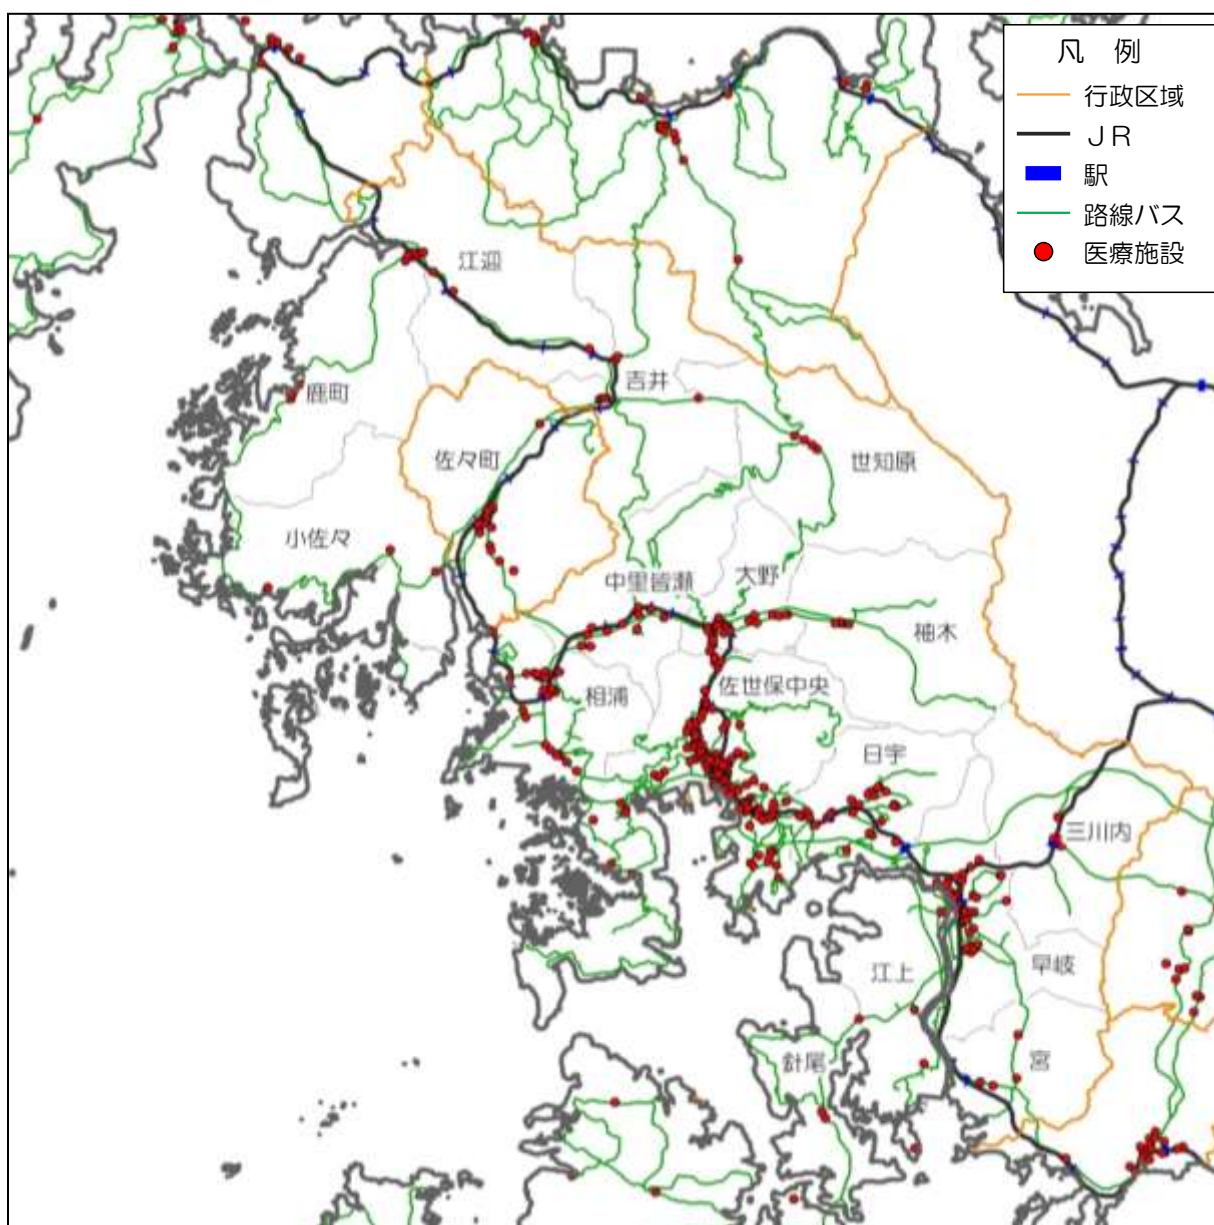 凡 例
行政区域
ＪＲ
駅
路線バス
医療施設
江迎
鹿町
吉井
佐々町
世知原
小佐々
中里皆瀬
大野
柚木
相浦
佐世保中央
日宇
三川内
江上
早岐
針尾
宮